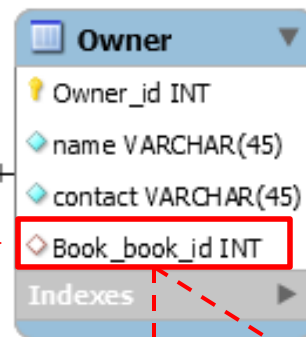 Owner
Owner_id INT
name VARCHAR(45)
contact VARCHAR(45)
Book_book_id INT
Indexes